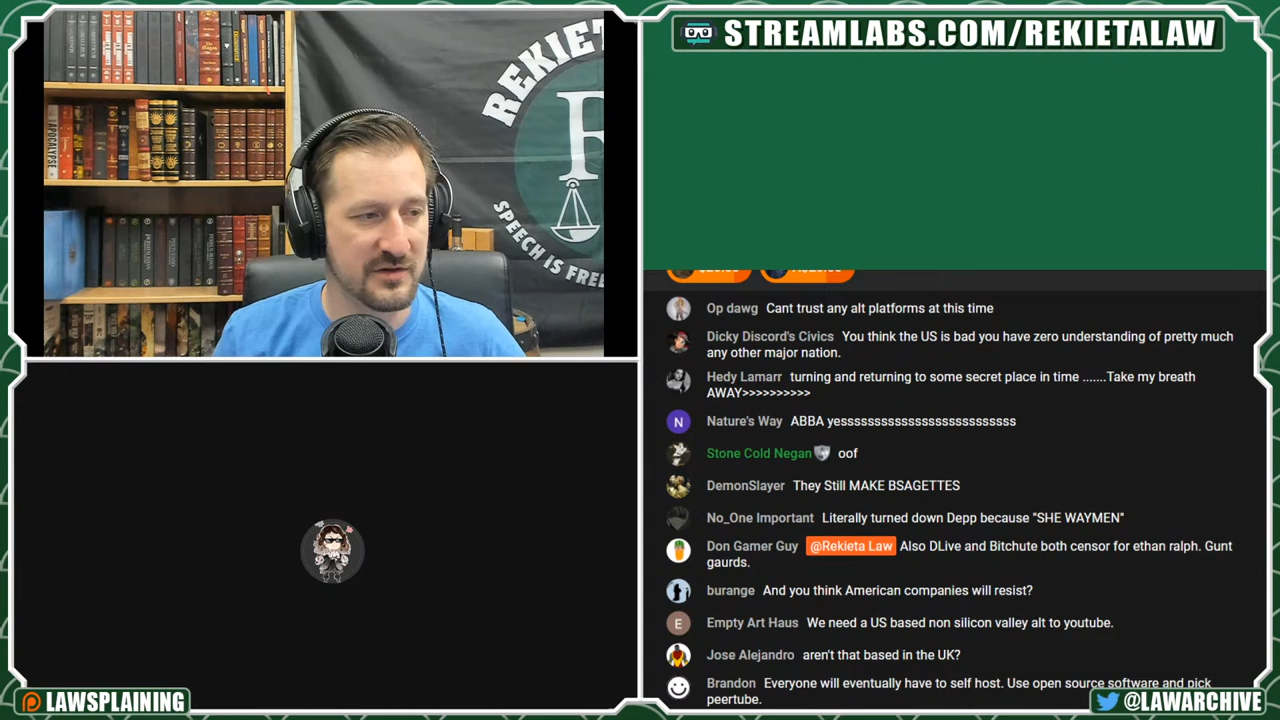 STREAMLABS.COM/REKIETALAW
REKIET
R
SPEECH IS FREE
APOCALYPSE
Op dawg Cant trust any alt platforms at this time
Dicky Discord's Civics You think the US is bad you have zero understanding of pretty much
any other major nation.
Hedy Lamarr turning and returning to some secret place in time .......Take my breath
AWAY>>>>>>>>>>
N Nature's Way ABBA yesssssssssssssssssssssssssssss
Stone Cold Negan oof
DemonSlayer They Still MAKE BSAGETTES
No_One Important Literally turned down Depp because "SHE WAYMEN"
Don Gamer Guy @Rekieta Law Also DLive and Bitchute both censor for ethan ralph. Gunt
gaurds.
burange And you think American companies will resist?
E Empty Art Haus We need a US based non silicon valley alt to youtube.
Jose Alejandro aren't that based in the UK?
Brandon Everyone will eventually have to self host. Use open source software and pick
peertube.
LAWSPLAINING
@LAWARCHIVE